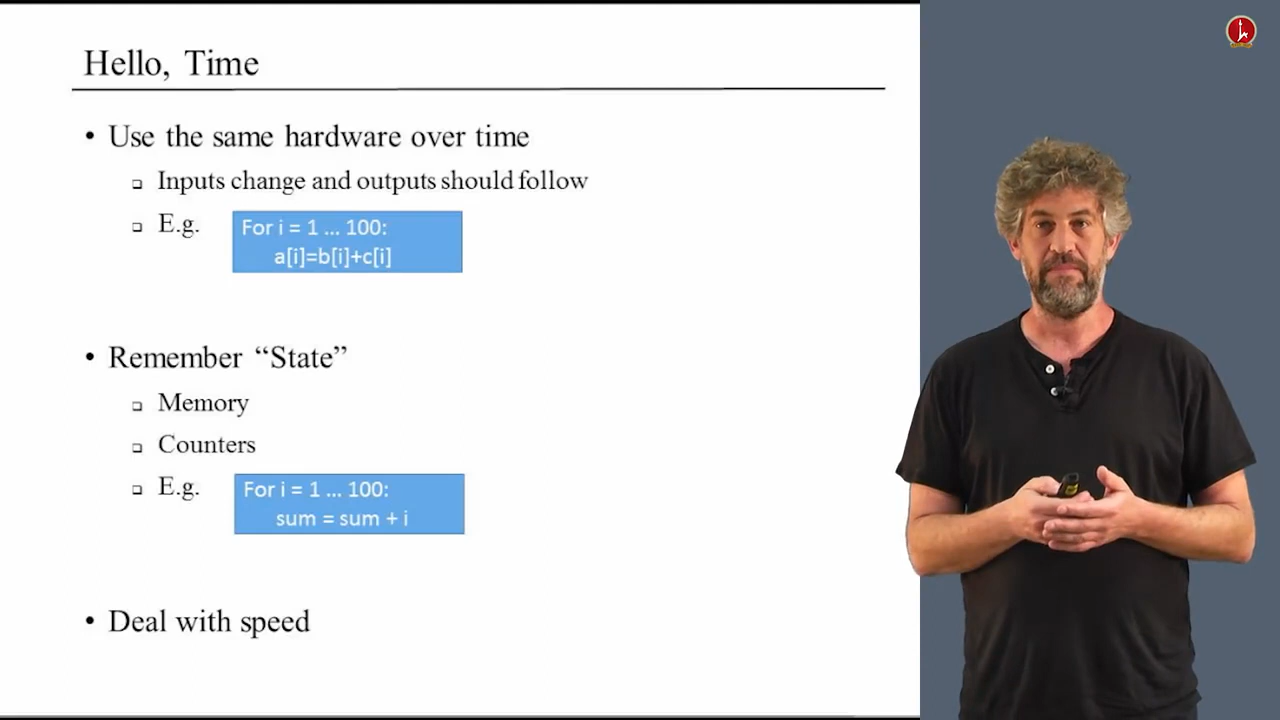 Hello, Time
• Use the same hardware over time
❑ Inputs change and outputs should follow
❑ E.g.
For i = 1 ... 100:
a[i]=b[i]+c[i]
• Remember “State”
❑ Memory
❑ Counters
❑ E.g.
For i = 1 ... 100:
sum = sum + i
• Deal with speed